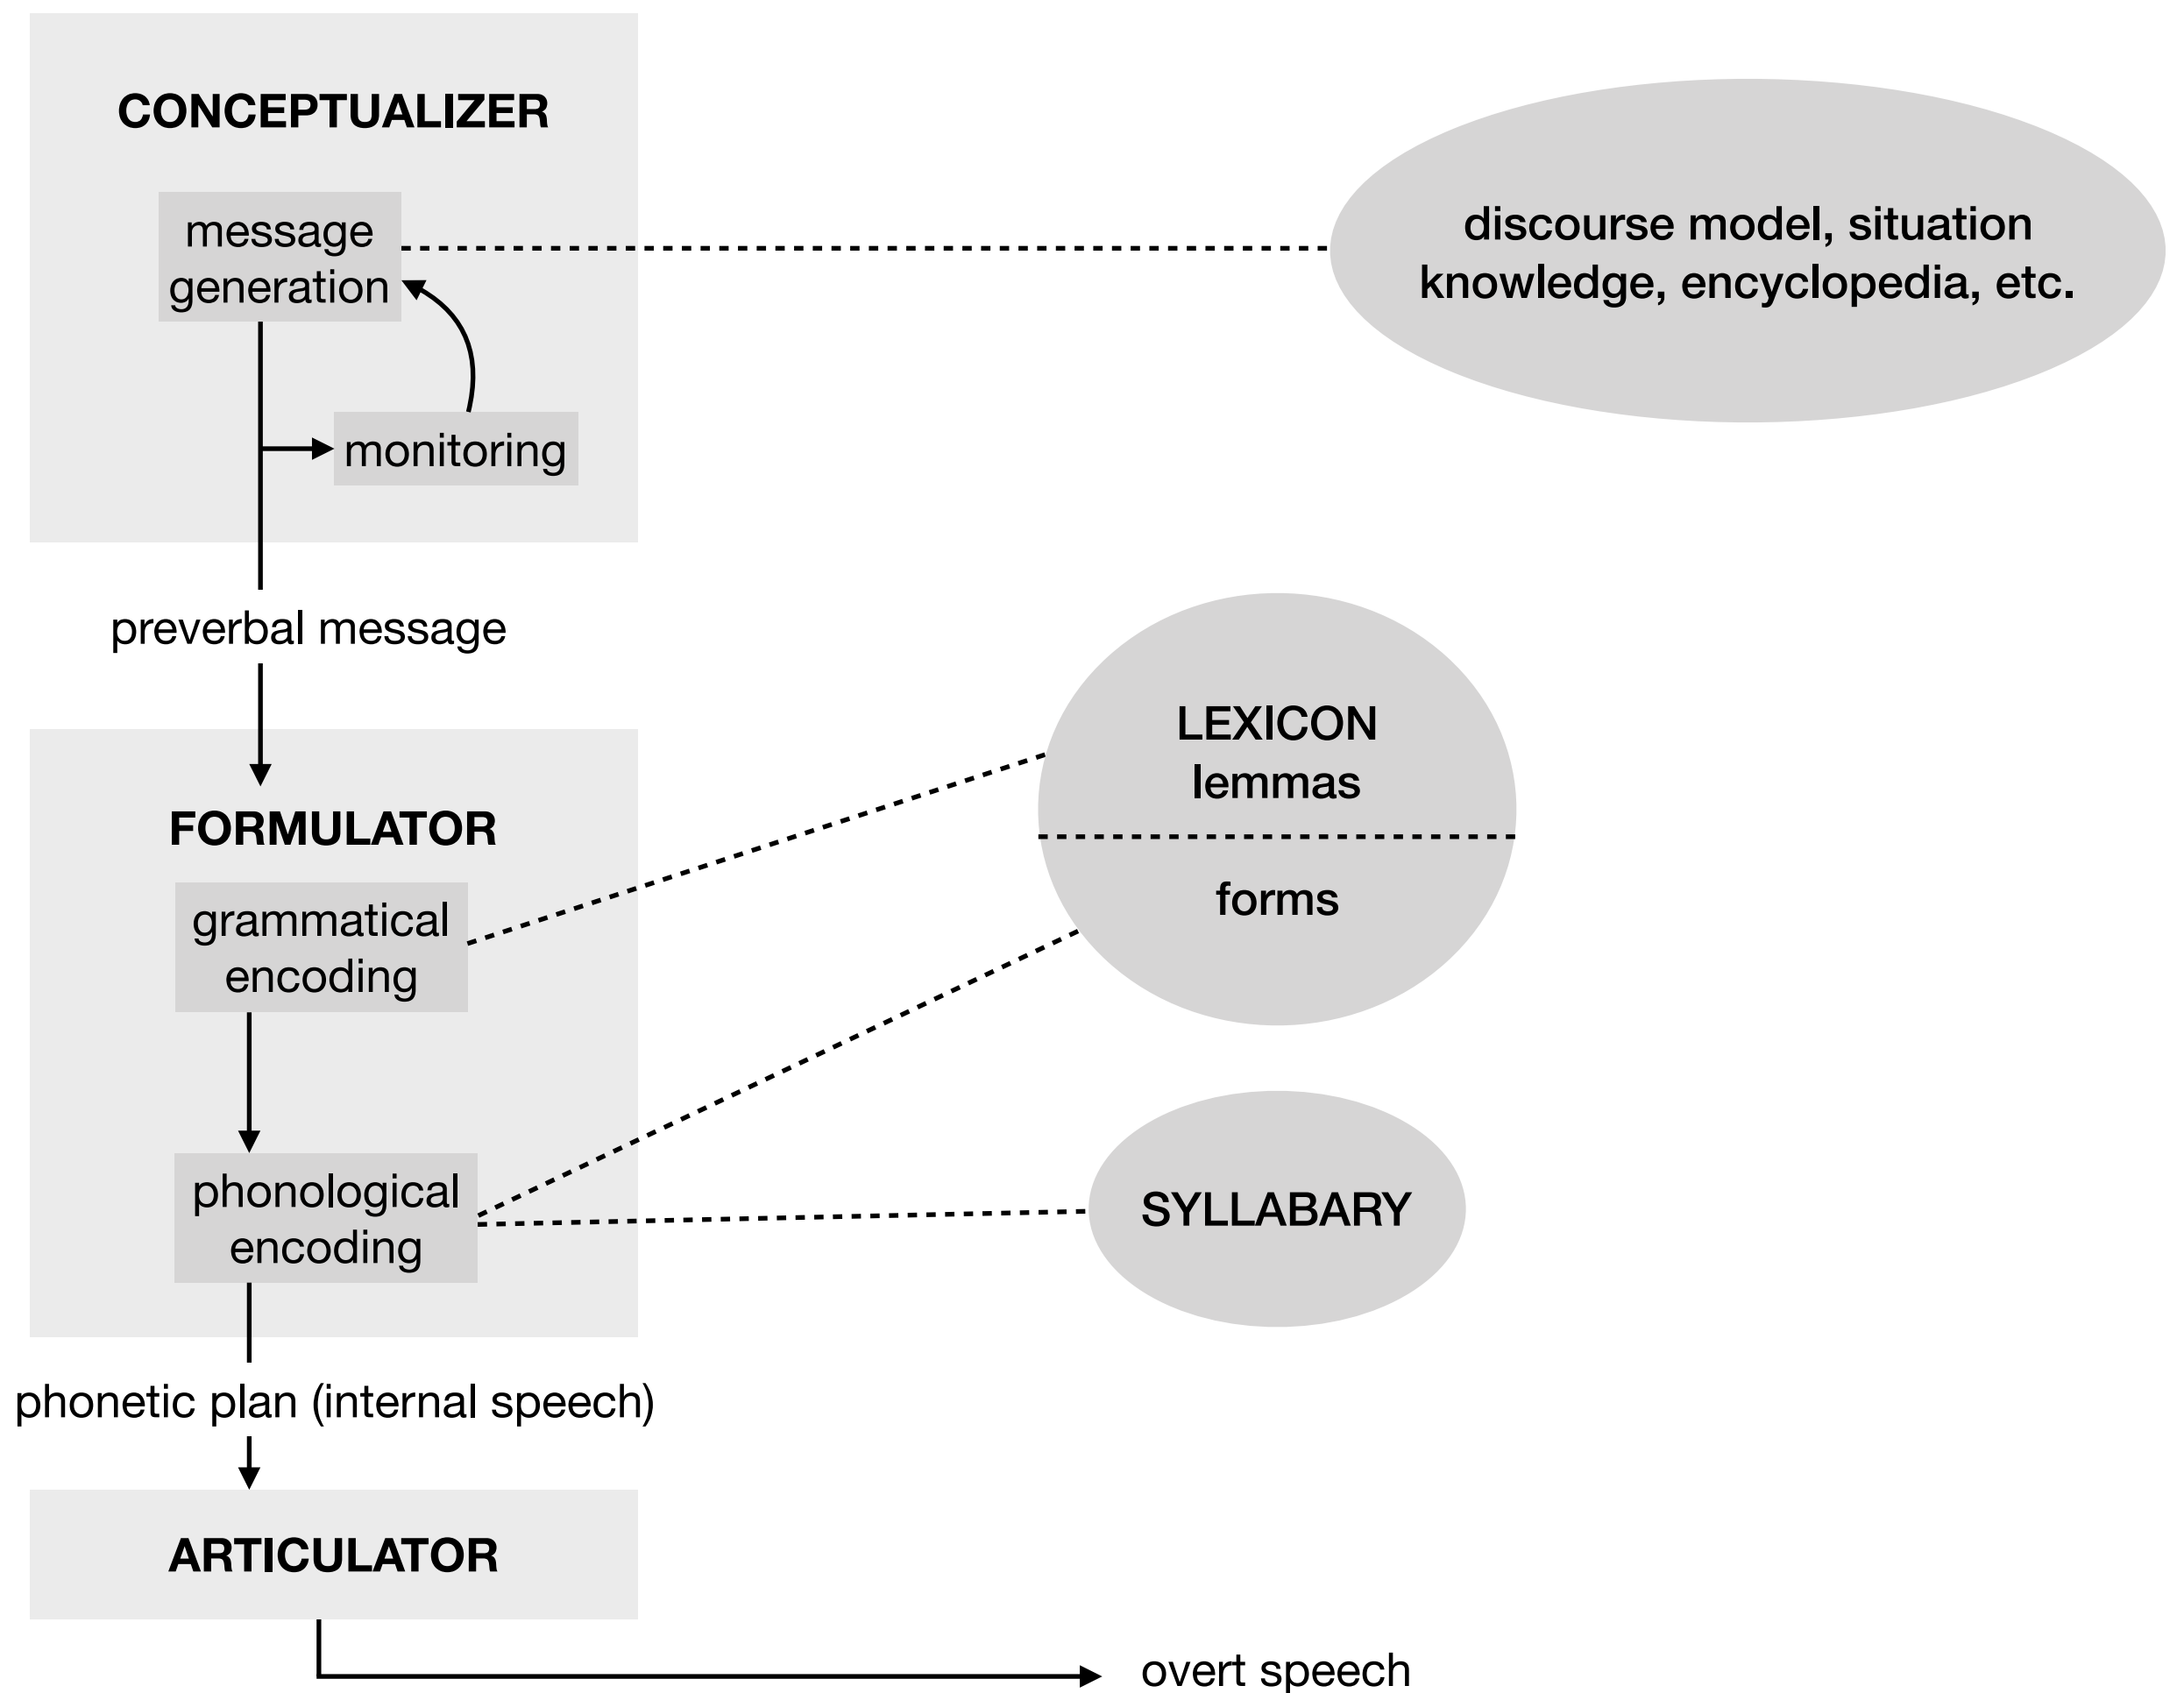 CONCEPTUALIZER
message
generation
monitoring
discourse model, situation
knowledge, encyclopedia, etc.
preverbal message
LEXICON
lemmas
forms
FORMULATOR
grammatical
encoding
phonological
encoding
SYLLABARY
phonetic plan (internal speech)
ARTICULATOR
overt speech